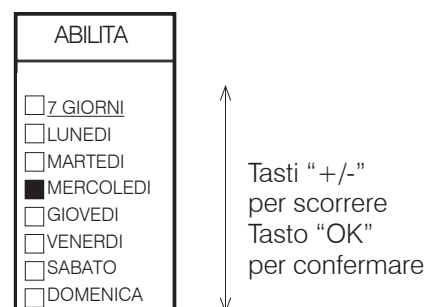 ABILITA
7 GIORNI
LUNEDI
MARTEDI
MERCOLEDI
GIOVEDI
VENERDI
SABATO
DOMENICA
Tasti “+/-”
per scorrere
Tasto “OK”
per confermare